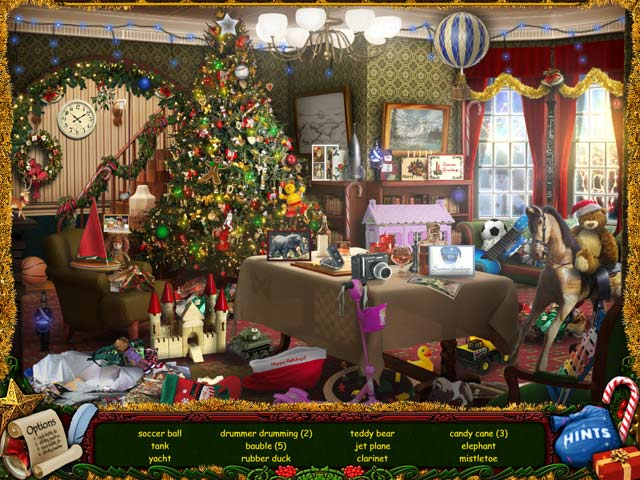 Happy Holidays!
Options
soccer ball drummer drumming (2) teddy bear candy cane (3)
tank bauble (5) jet plane elephant
yacht rubber duck clarinet mistletoe
HINTS